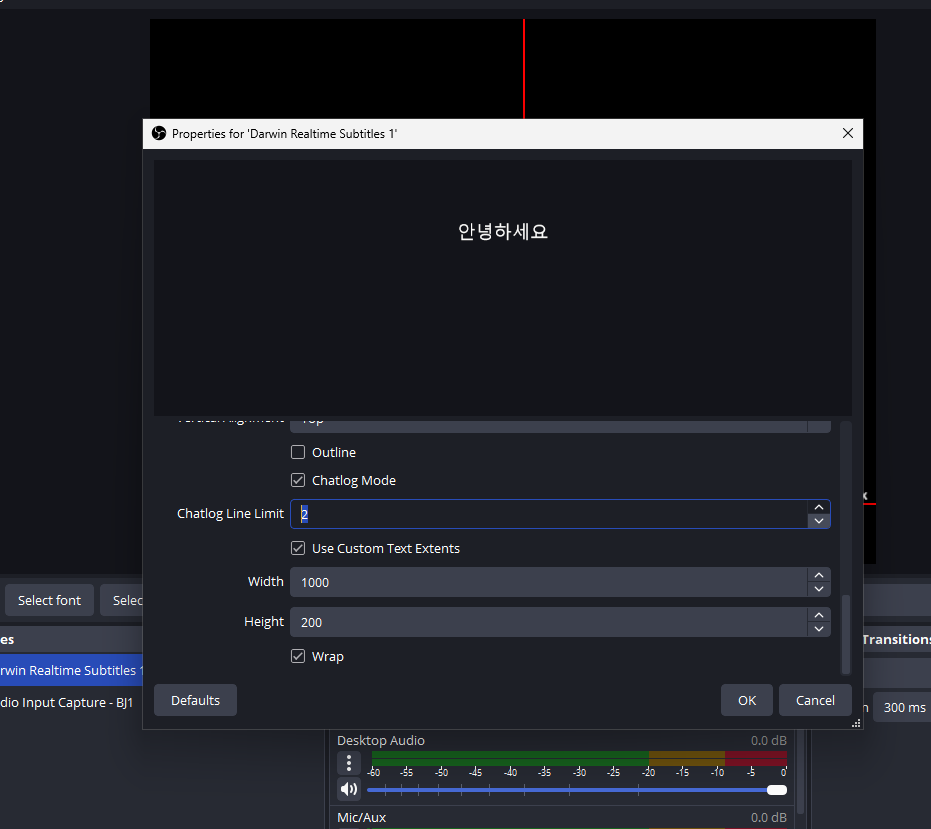 Properties for 'Darwin Realtime Subtitles 1'
안녕하세요
Outline
Chatlog Mode
Chatlog Line Limit 2
Use Custom Text Extents
Width 1000
Height 200
Wrap
Defaults OK Cancel
Select font Selec
es
rwin Realtime Subtitles 1
dio Input Capture - BJ1
Transitions
300 ms
Desktop Audio 0.0 dB
-60 -55 -50 -45 -40 -35 -30 -25 -20 -15 -10 -5 0
Mic/Aux 0.0 dB